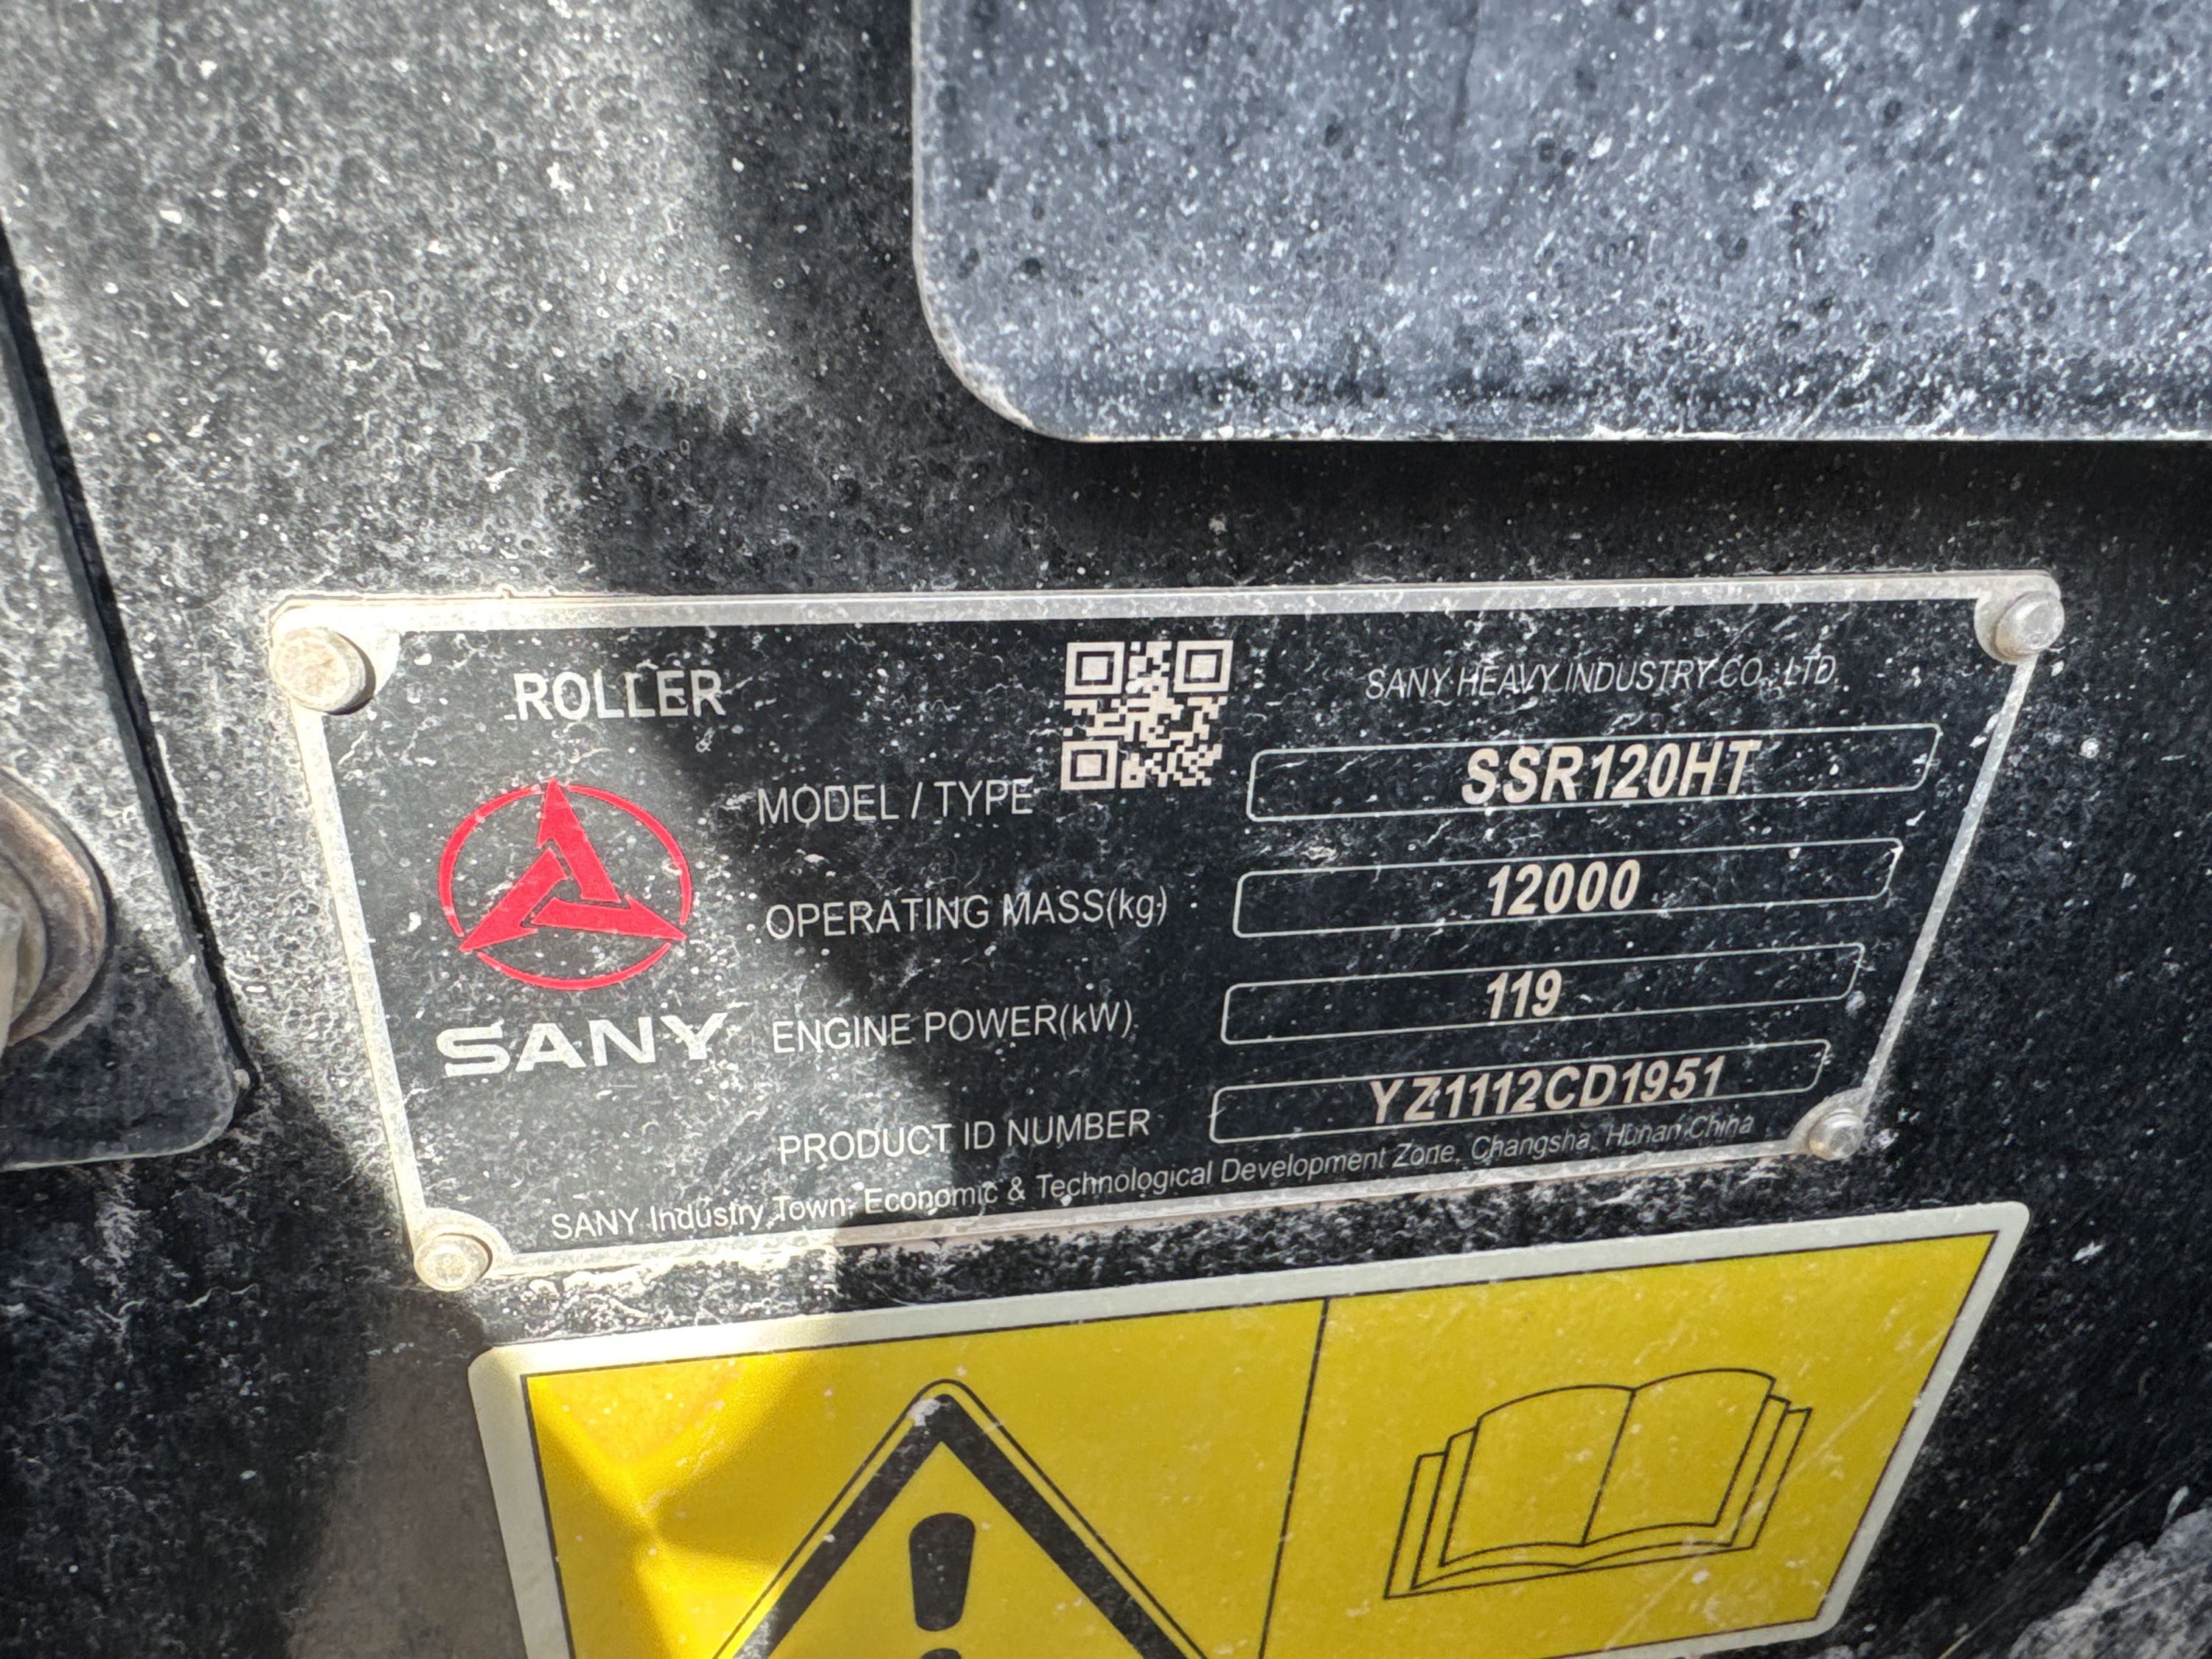 ROLLER
SANY HEAVY INDUSTRY CO., LTD.
MODEL / TYPE SSR120HT
OPERATING MASS(kg) 12000
SANY
ENGINE POWER(kW) 119
PRODUCT ID NUMBER YZ1112CD1951
SANY Industry Town, Economic & Technological Development Zone, Changsha, Hunan, China